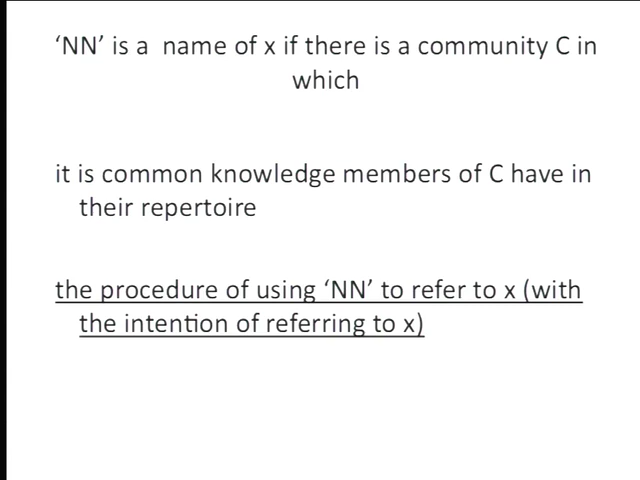 ‘NN’ is a  name of x if there is a community C in
which
it is common knowledge members of C have in
their repertoire
the procedure of using ‘NN’ to refer to x (with
the intention of referring to x)